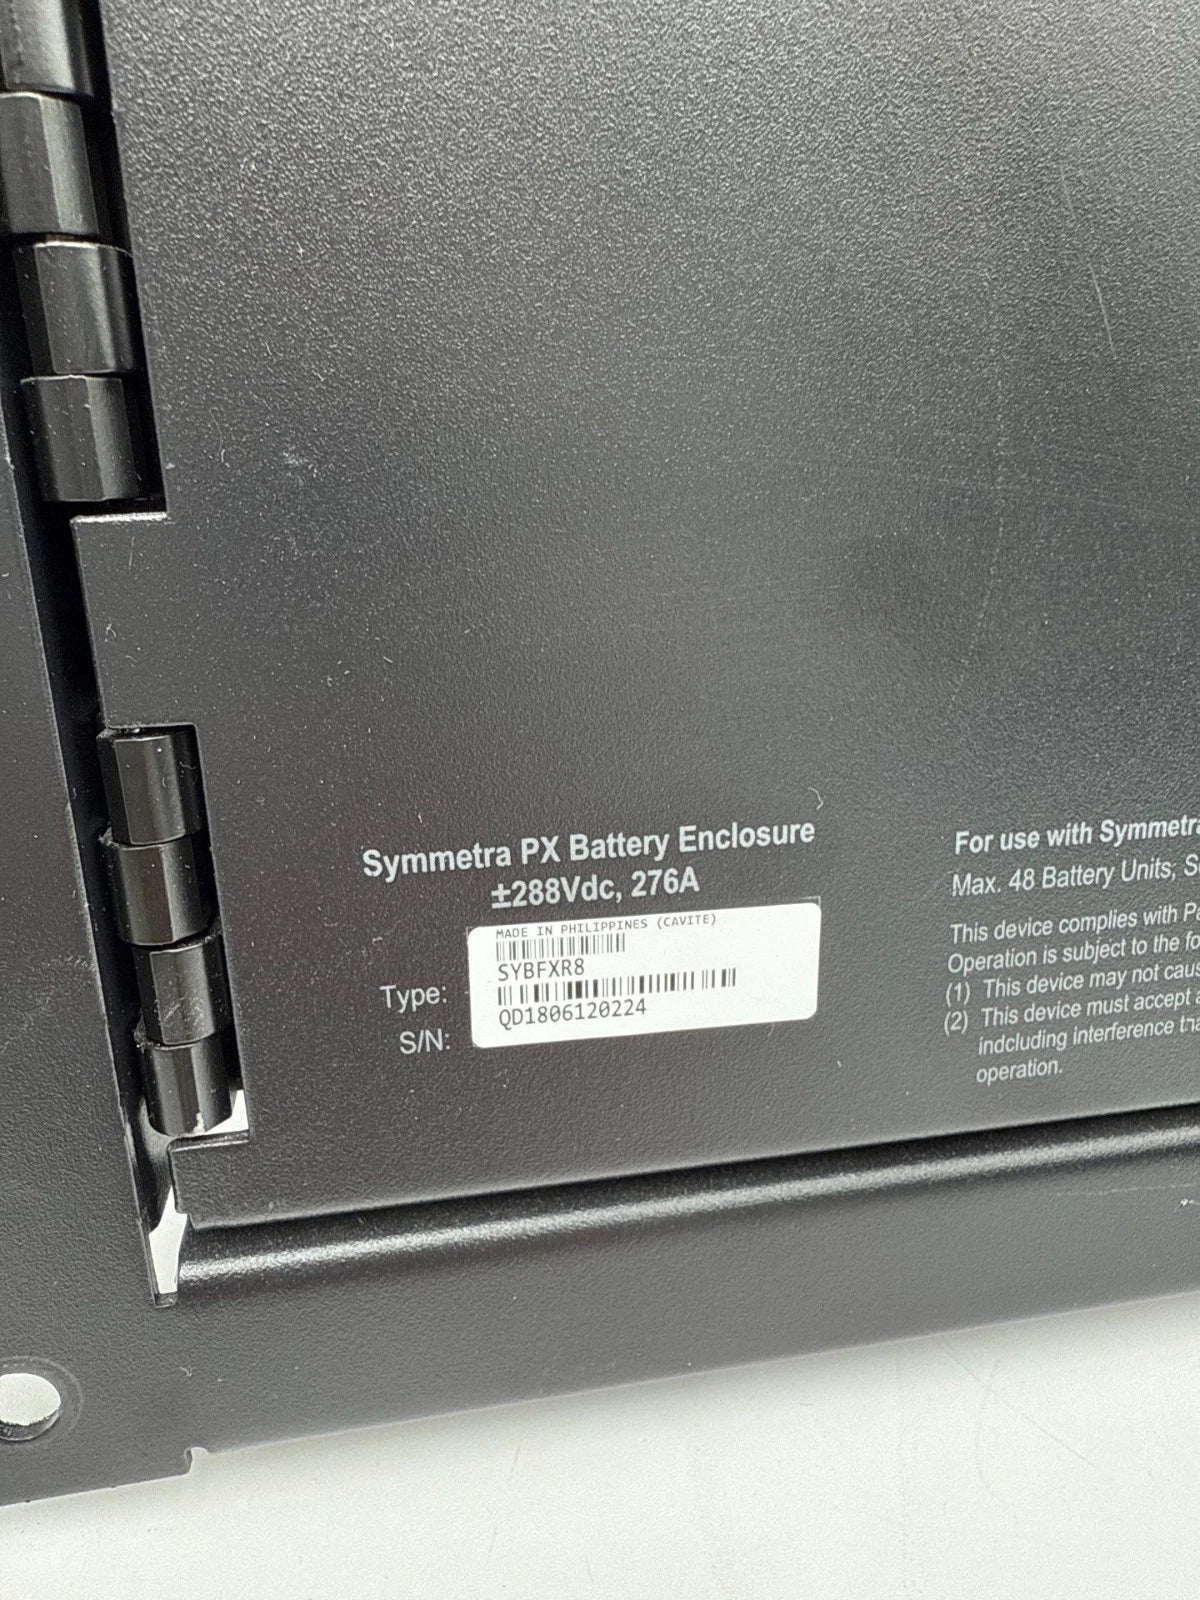 Symmetra PX Battery Enclosure
±288Vdc, 276A
MADE IN PHILIPPINES (CAVITE)
SYBFXR8
Type:
QD1806120224
S/N:
For use with Symmetra
Max. 48 Battery Units,
This device complies with
Operation is subject to the
(1) This device may not
(2) This device must accept
indcluding interference
operation.